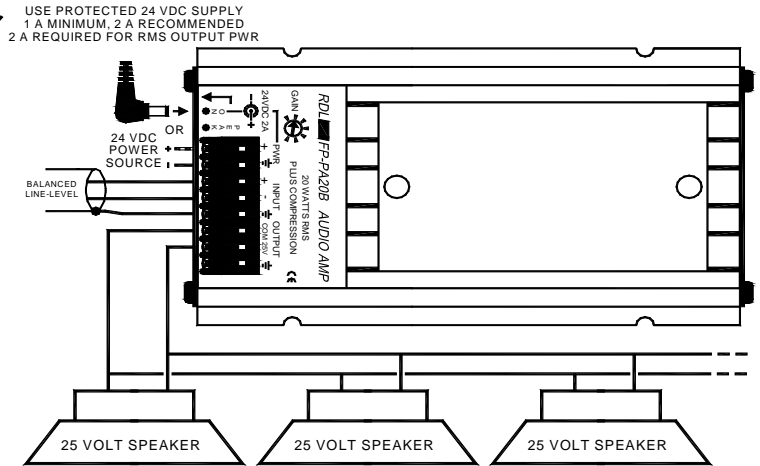 USE PROTECTED 24 VDC SUPPLY
1 A MINIMUM, 2 A RECOMMENDED
2 A REQUIRED FOR RMS OUTPUT PWR
OR
24 VDC
POWER +
SOURCE -
BALANCED
LINE-LEVEL
24VDC 2A
- +
ON
PEAK
GAIN
RDL FP-PA20B AUDIO AMP
20 WATTS RMS
PLUS COMPRESSION
CE
PWR
+
INPUT
+ -
OUTPUT
COM 25V
25 VOLT SPEAKER
25 VOLT SPEAKER
25 VOLT SPEAKER